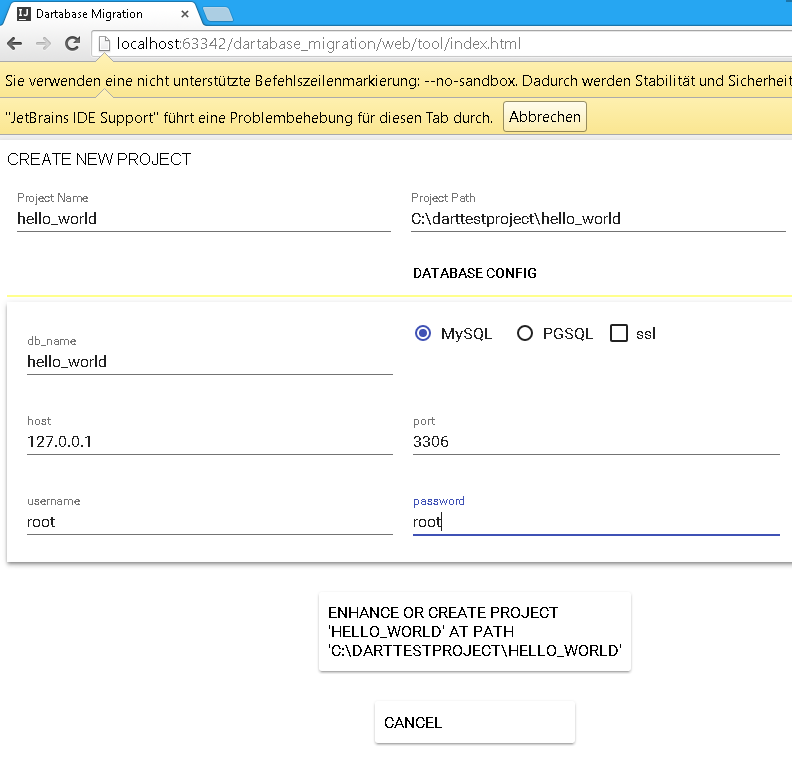 Dartabase Migration
localhost:63342/dartabase_migration/web/tool/index.html
Sie verwenden eine nicht unterstützte Befehlszeilenmarkierung: --no-sandbox. Dadurch werden Stabilität und Sicherheit
"JetBrains IDE Support" führt eine Problembehebung für diesen Tab durch. Abbrechen
CREATE NEW PROJECT
Project Name Project Path
hello_world C:\darttestproject\hello_world
DATABASE CONFIG
MySQL PGSQL ssl
db_name
hello_world
host port
127.0.0.1 3306
username password
root root
ENHANCE OR CREATE PROJECT
'HELLO_WORLD' AT PATH
'C:\DARTTESTPROJECT\HELLO_WORLD'
CANCEL